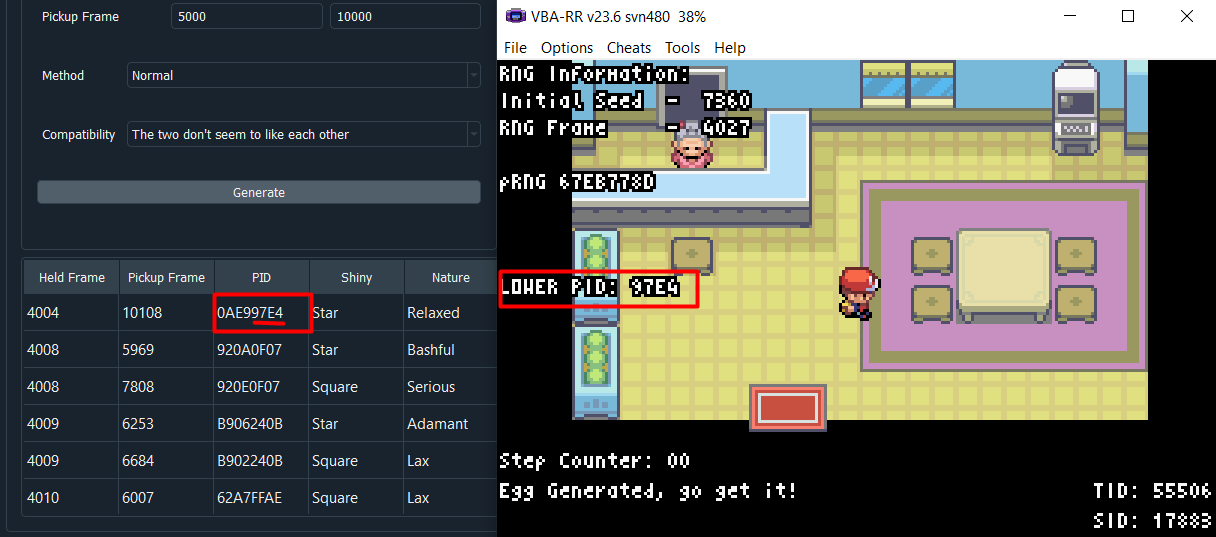 Pickup Frame 5000 10000
Method Normal
Compatibility The two don't seem to like each other
Generate
Held Frame Pickup Frame PID Shiny Nature
4004 10108 0AE997E4 Star Relaxed
4008 5969 920A0F07 Star Bashful
4008 7808 920E0F07 Square Serious
4009 6253 B906240B Star Adamant
4009 6684 B902240B Square Lax
4010 6007 62A7FFAE Square Lax
VBA-RR v23.6 svn480 38%
File Options Cheats Tools Help
RNG Information:
Initial Seed - 7380
RNG Frame - 4027
pRNG 67EB778D
LOWER PID: 97E4
Step Counter: 00
Egg Generated, go get it!
TID: 55506
SID: 17883